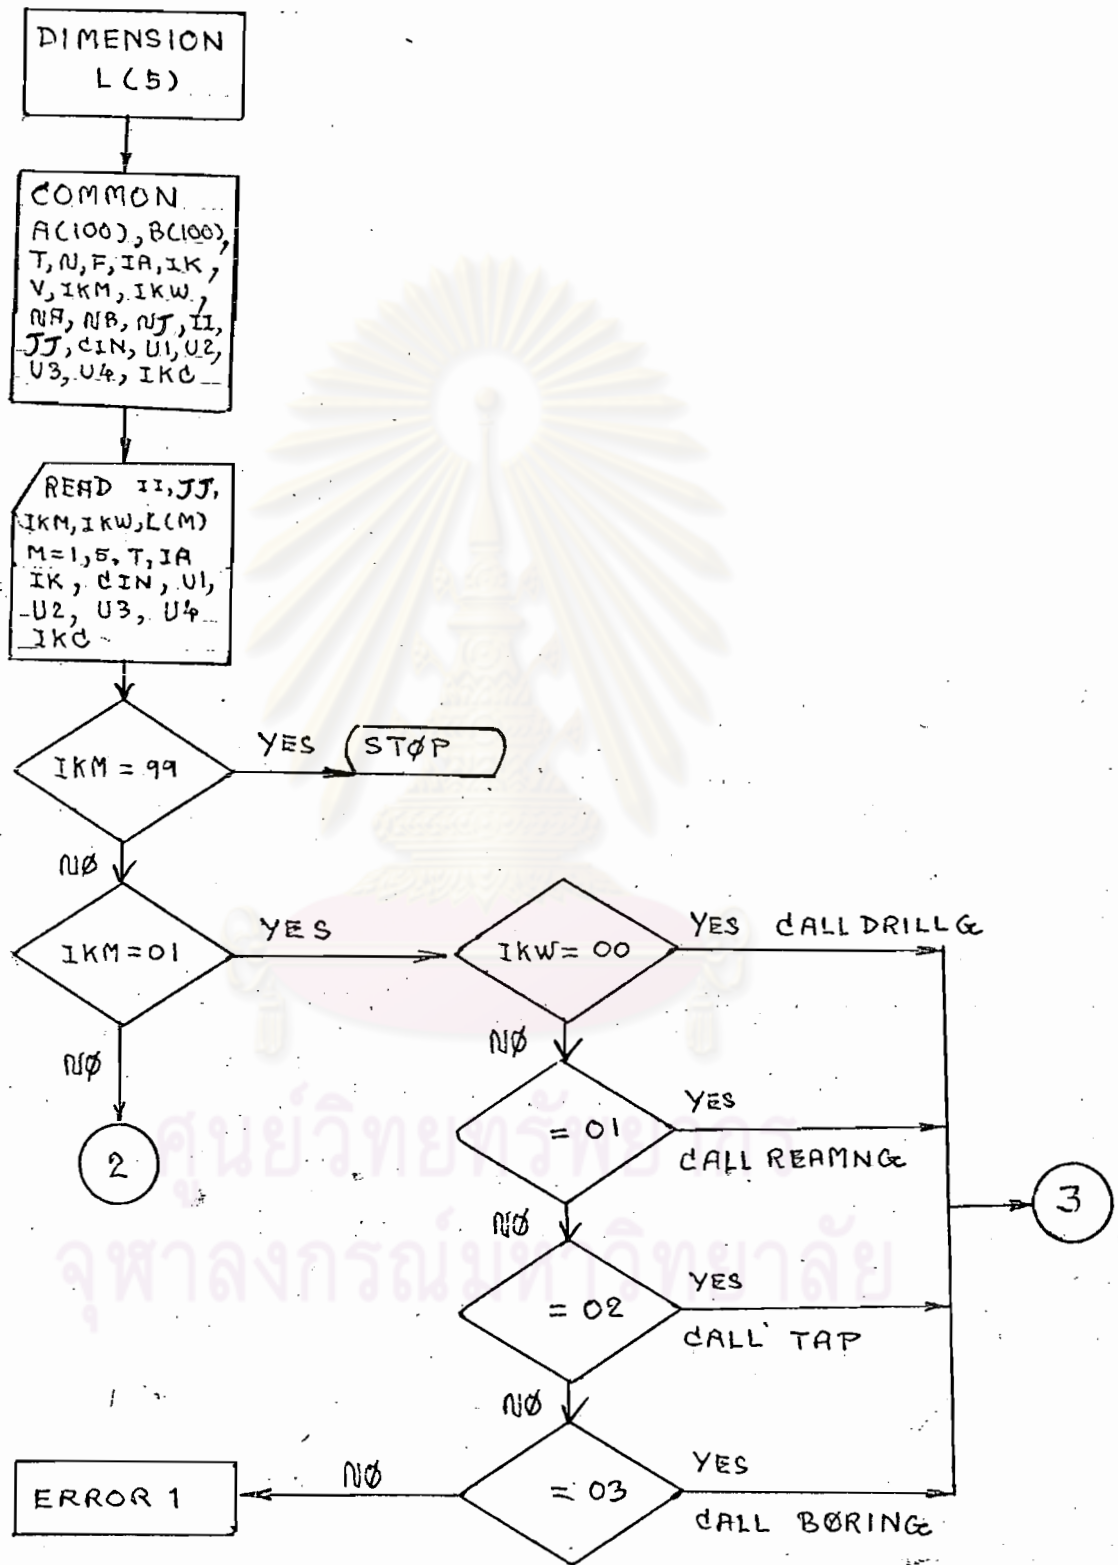 DIMENSION
L(5)
COMMON
A(100), B(100),
T, N, F, IA, IK,
V, IKM, IKW,
NA, NB, NJ, II,
JJ, CIN, U1, U2,
U3, U4, IKC
READ II, JJ,
IKM, IKW, L(M)
M=1, 5, T, IA
IK, CIN, U1,
U2, U3, U4
IKC
IKM = 99
YES
STØP
NØ
IKM = 01
YES
IKW = 00
YES CALL DRILLG
NØ
2
NØ
= 01
YES
CALL REAMNG
3
NØ
= 02
YES
CALL TAP
NØ
= 03
YES
CALL BØRING
NØ
ERROR 1
ศูนย์วิทยทรัพยากร
จุฬาลงกรณ์มหาวิทยาลัย